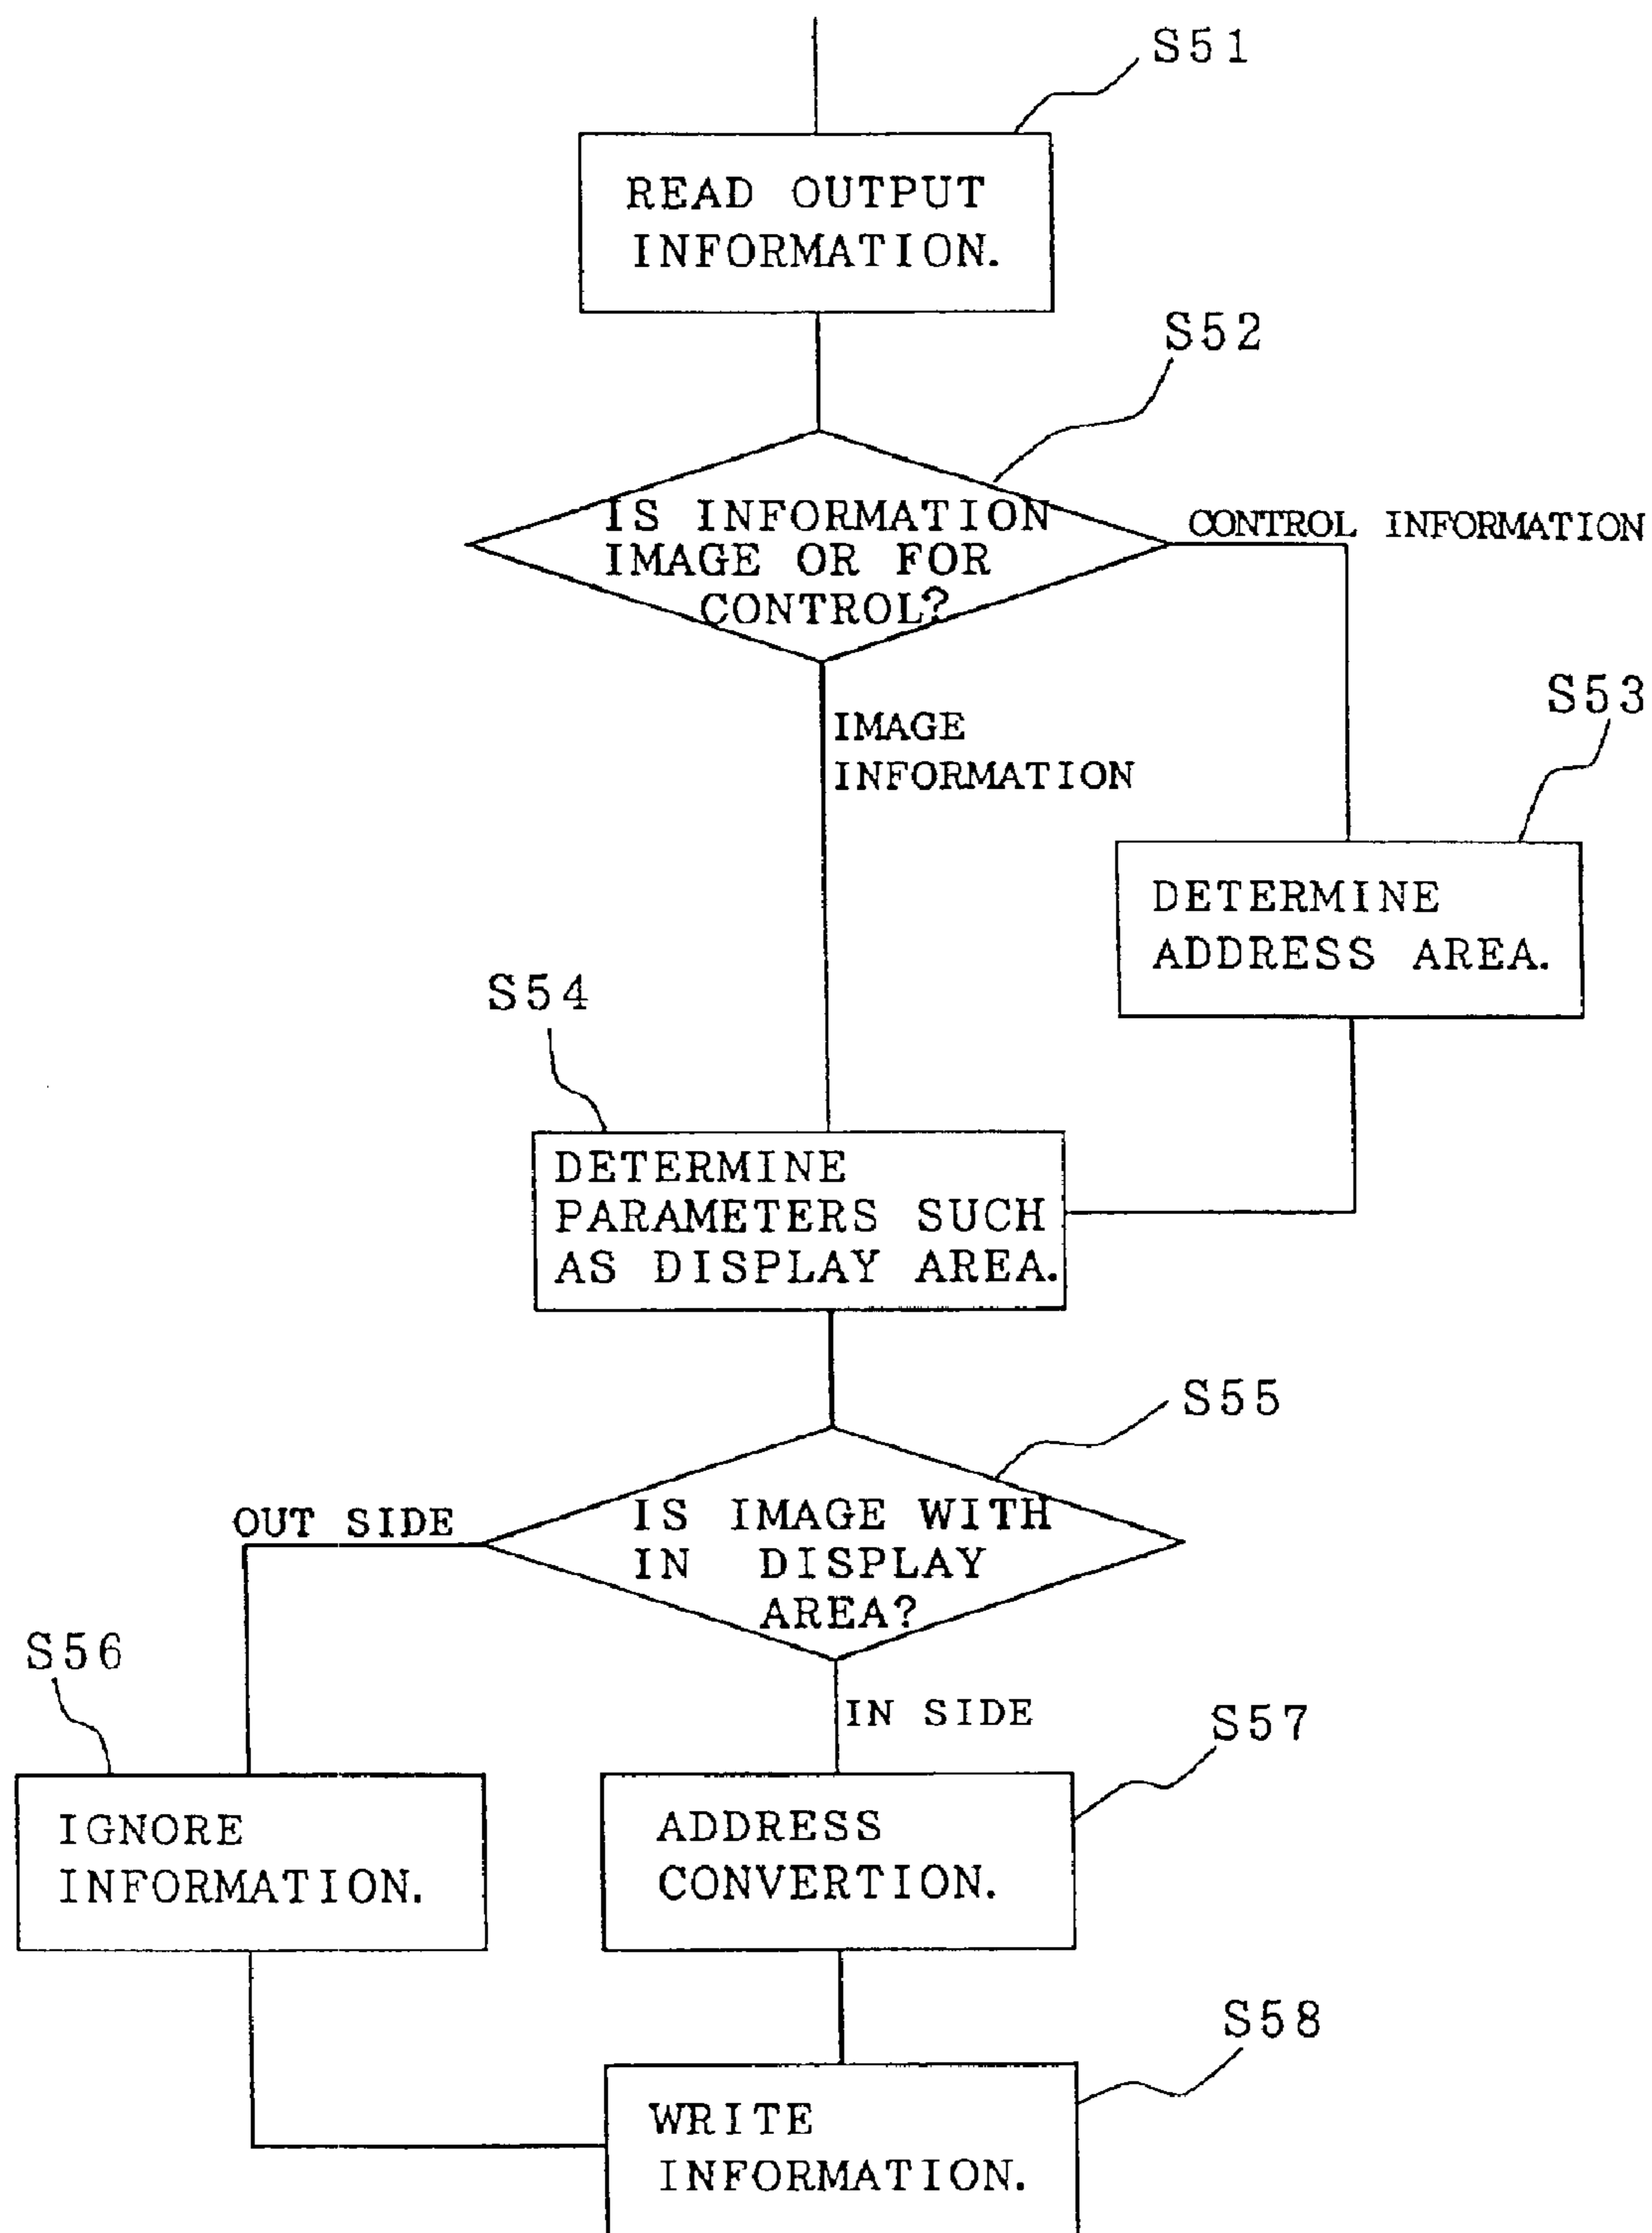 S51
READ OUTPUT
INFORMATION.
S52
IS INFORMATION
IMAGE OR FOR
CONTROL?
CONTROL INFORMATION
IMAGE
INFORMATION
S53
DETERMINE
ADDRESS AREA.
S54
DETERMINE
PARAMETERS SUCH
AS DISPLAY AREA.
S55
IS IMAGE WITH
IN DISPLAY
AREA?
OUT SIDE
IN SIDE
S56
IGNORE
INFORMATION.
S57
ADDRESS
CONVERTION.
S58
WRITE
INFORMATION.